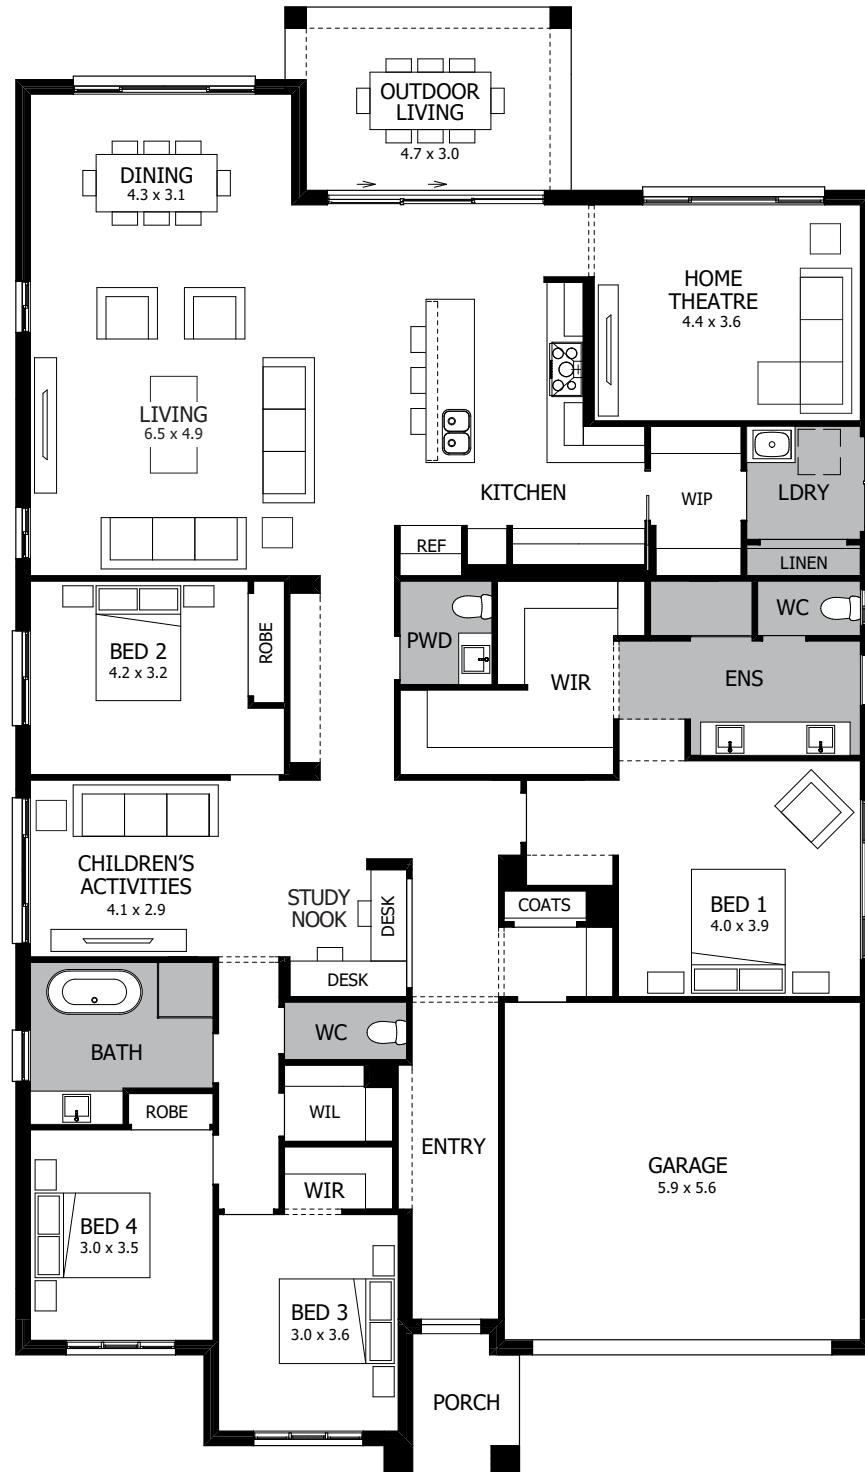 OUTDOOR
LIVING
4.7 x 3.0
DINING
4.3 x 3.1
HOME
THEATRE
4.4 x 3.6
LIVING
6.5 x 4.9
KITCHEN
WIP
LDRY
REF
LINEN
BED 2
4.2 x 3.2
ROBE
PWD
WIR
WC
ENS
CHILDREN'S
ACTIVITIES
4.1 x 2.9
STUDY
NOOK
DESK
DESK
COATS
BED 1
4.0 x 3.9
BATH
WC
ROBE
WIL
ENTRY
WIR
GARAGE
5.9 x 5.6
BED 4
3.0 x 3.5
BED 3
3.0 x 3.6
PORCH